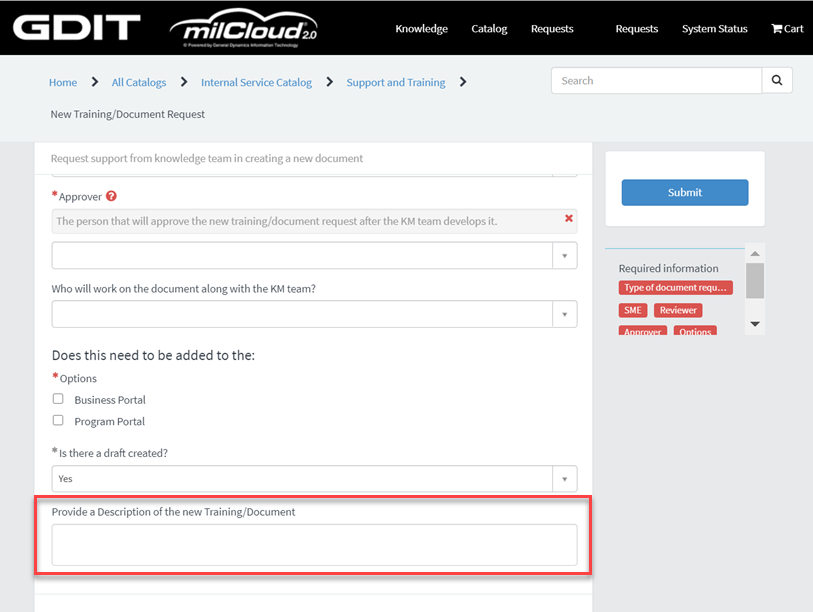 GDIT milCloud 2.0
© Powered by General Dynamics Information Technology
Knowledge Catalog Requests Requests System Status Cart
Home > All Catalogs > Internal Service Catalog > Support and Training >
Search
New Training/Document Request
Request support from knowledge team in creating a new document
Submit
* Approver ?
The person that will approve the new training/document request after the KM team develops it.
Who will work on the document along with the KM team?
Does this need to be added to the:
* Options
Business Portal
Program Portal
* Is there a draft created?
Yes
Provide a Description of the new Training/Document
Required information
Type of document requ...
SME Reviewer
Approver Options